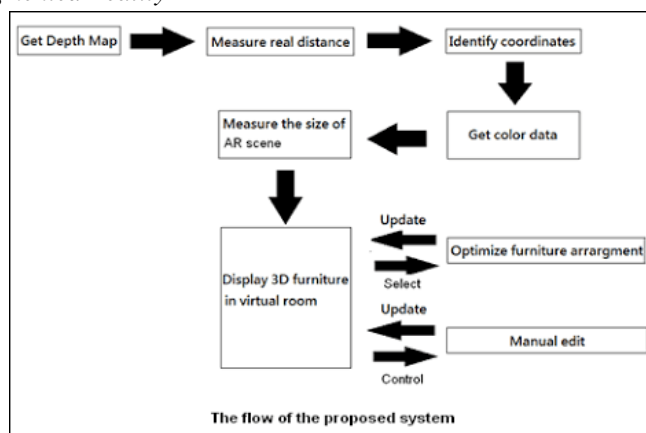 Get Depth Map
Measure real distance
Identify coordinates
Measure the size of
AR scene
Get color data
Update
Optimize furniture arrargment
Select
Display 3D furniture
in virtual room
Update
Manual edit
Control
The flow of the proposed system